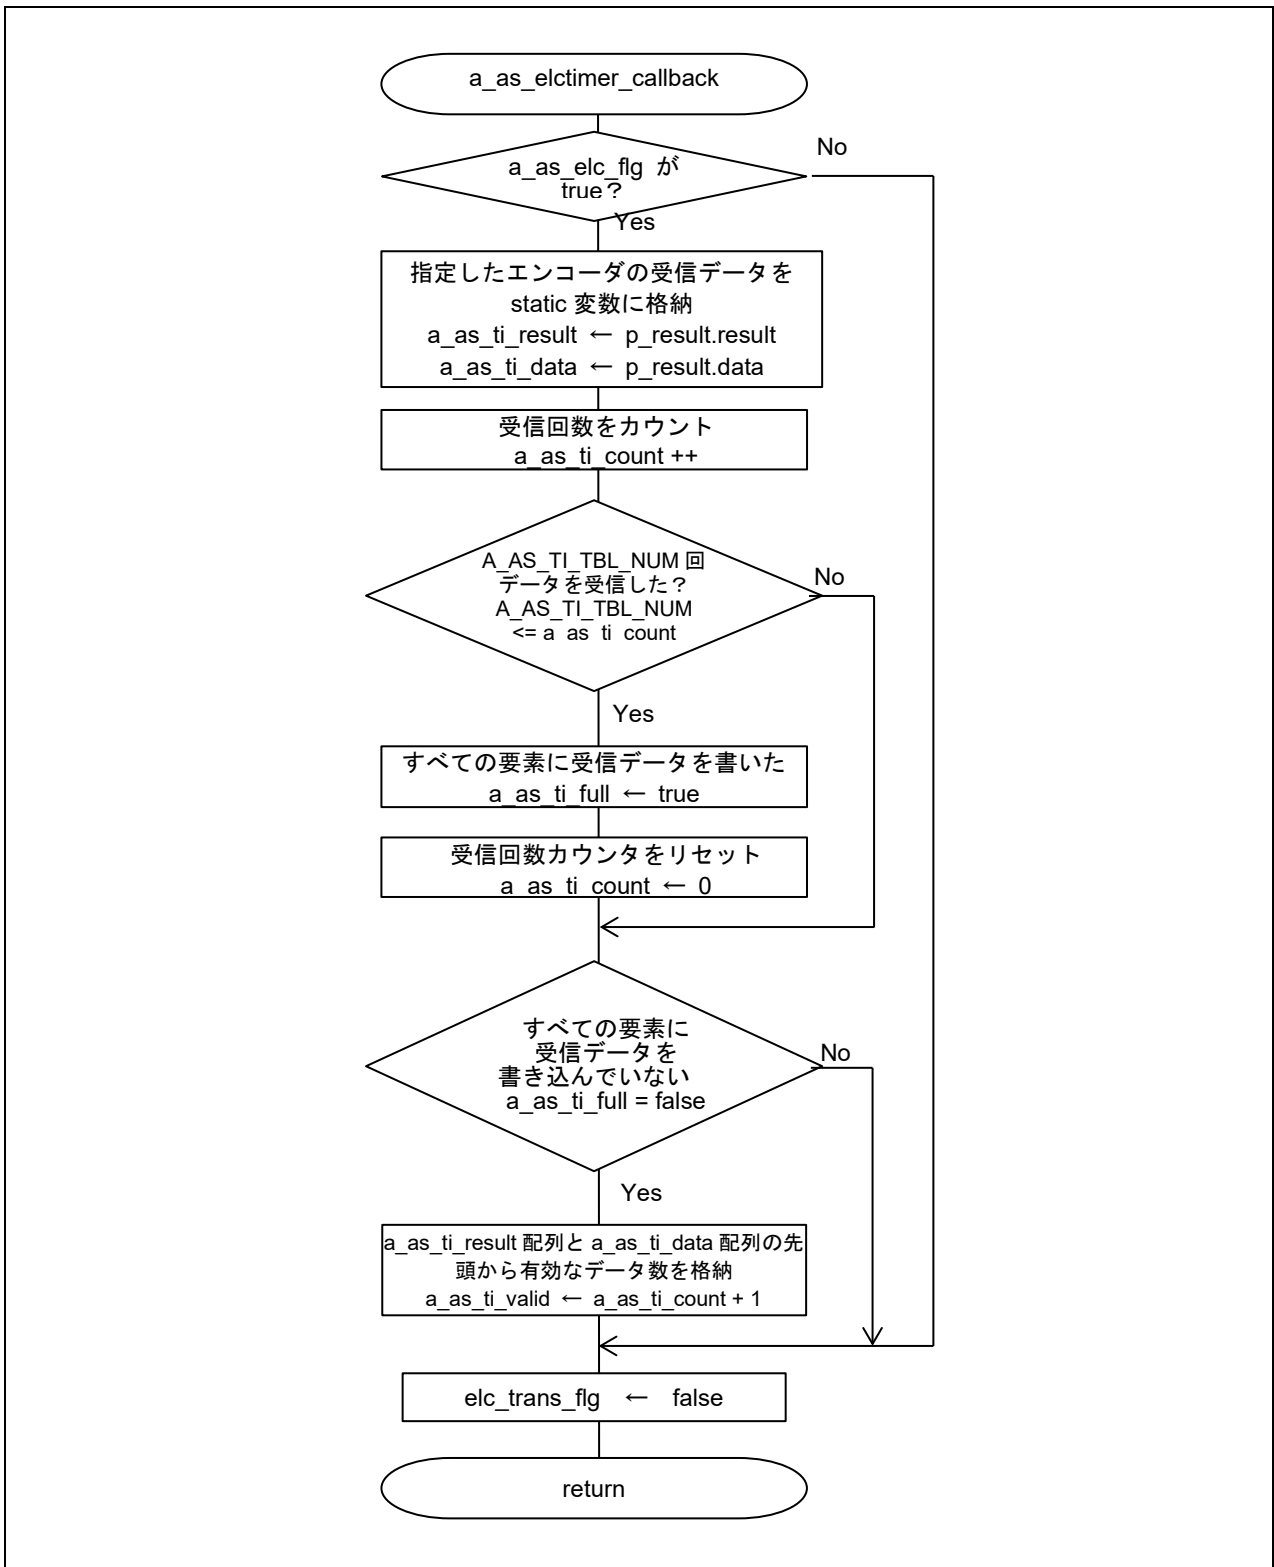 a_as_elctimer_callback
No
a_as_elc_flg が
true？
Yes
指定したエンコーダの受信データを
static 変数に格納
a_as_ti_result ← p_result.result
a_as_ti_data ← p_result.data
受信回数をカウント
a_as_ti_count ++
A_AS_TI_TBL_NUM 回
データを受信した？
A_AS_TI_TBL_NUM
<= a_as_ti_count
No
Yes
すべての要素に受信データを書いた
a_as_ti_full ← true
受信回数カウンタをリセット
a_as_ti_count ← 0
すべての要素に
受信データを
書き込んでいない
a_as_ti_full = false
No
Yes
a_as_ti_result 配列と a_as_ti_data 配列の先
頭から有効なデータ数を格納
a_as_ti_valid ← a_as_ti_count + 1
elc_trans_flg ← false
return